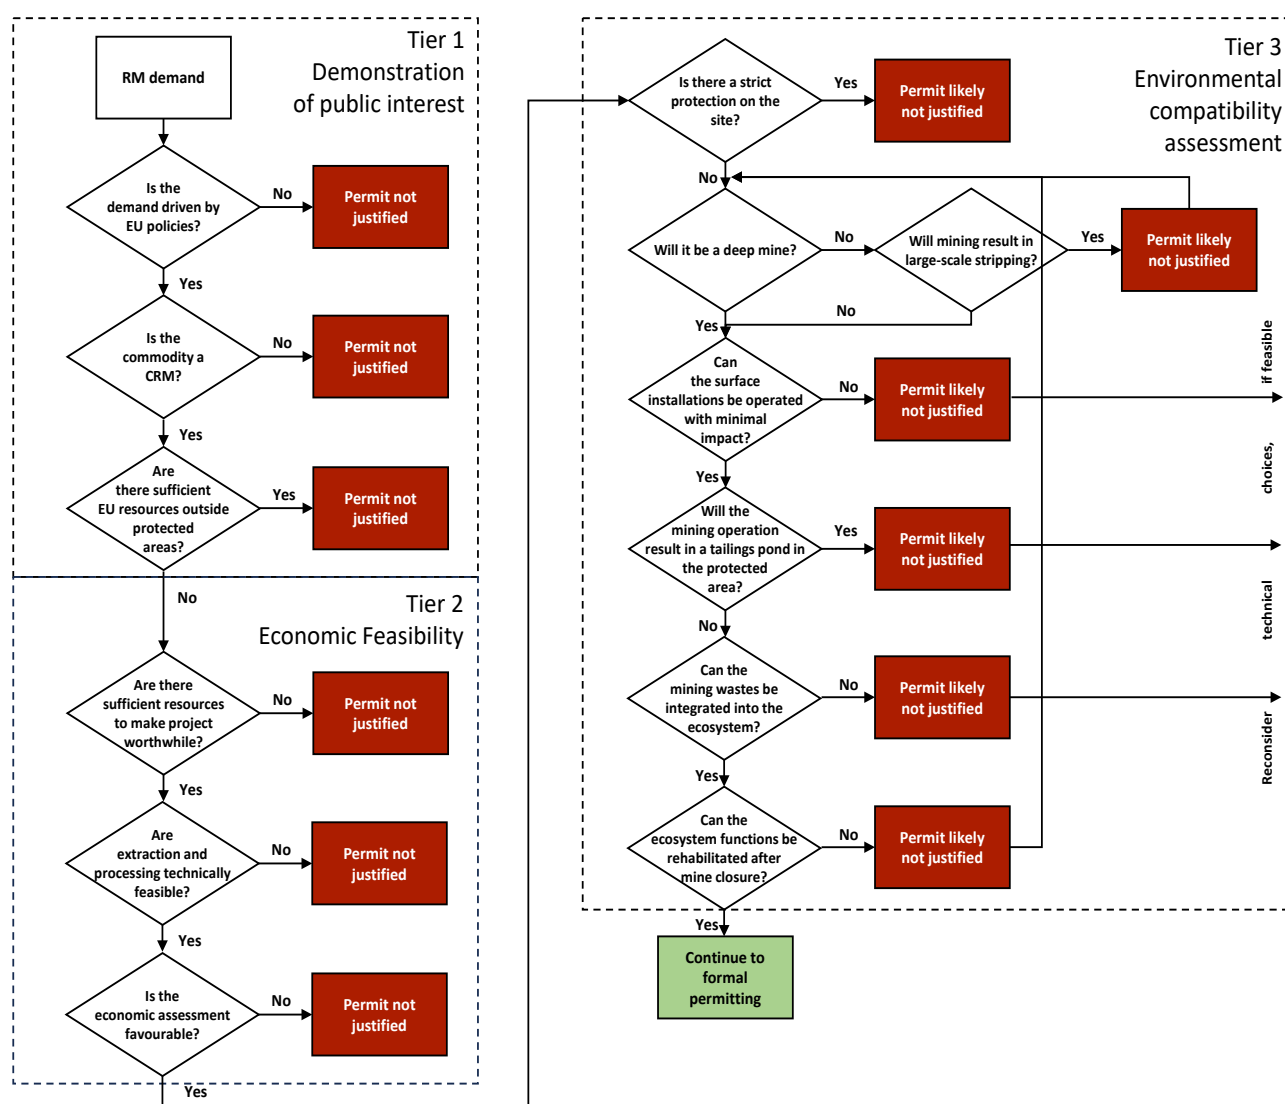 Tier 1
Demonstration
of public interest
RM demand
Is the
demand driven by
EU policies?
No
Permit not
justified
Yes
Is the
commodity a
CRM?
No
Permit not
justified
Yes
Are
there sufficient
EU resources outside
protected
areas?
Yes
Permit not
justified
No
Tier 2
Economic Feasibility
Are there
sufficient resources
to make project
worthwhile?
No
Permit not
justified
Yes
Are
extraction and
processing technically
feasible?
No
Permit not
justified
Yes
Is the
economic assessment
favourable?
No
Permit not
justified
Yes
Tier 3
Environmental
compatibility
assessment
Is there a strict
protection on the
site?
Yes
Permit likely
not justified
No
Will it be a deep mine?
No
Will mining result in
large-scale stripping?
Yes
Permit likely
not justified
No
Yes
Can
the surface
installations be operated
with minimal
impact?
No
Permit likely
not justified
Yes
Will the
mining operation
result in a tailings pond in
the protected
area?
Yes
Permit likely
not justified
No
Can the
mining wastes be
integrated into the
ecosystem?
No
Permit likely
not justified
Yes
Can the
ecosystem functions be
rehabilitated after
mine closure?
No
Permit likely
not justified
Yes
Continue to
formal
permitting
Reconsider technical choices, if feasible